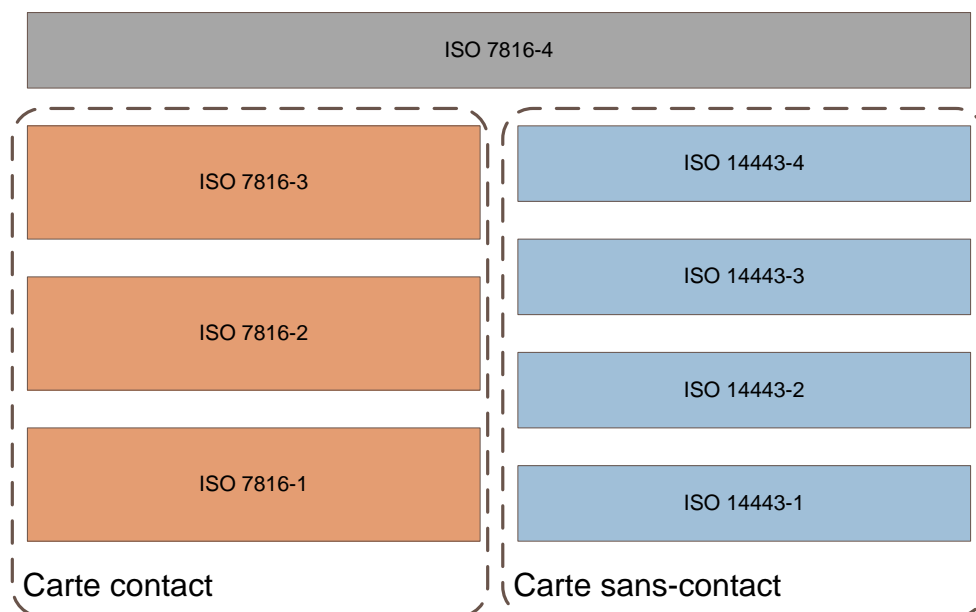 ISO 7816-4
ISO 7816-3
ISO 7816-2
ISO 7816-1
Carte contact
ISO 14443-4
ISO 14443-3
ISO 14443-2
ISO 14443-1
Carte sans-contact